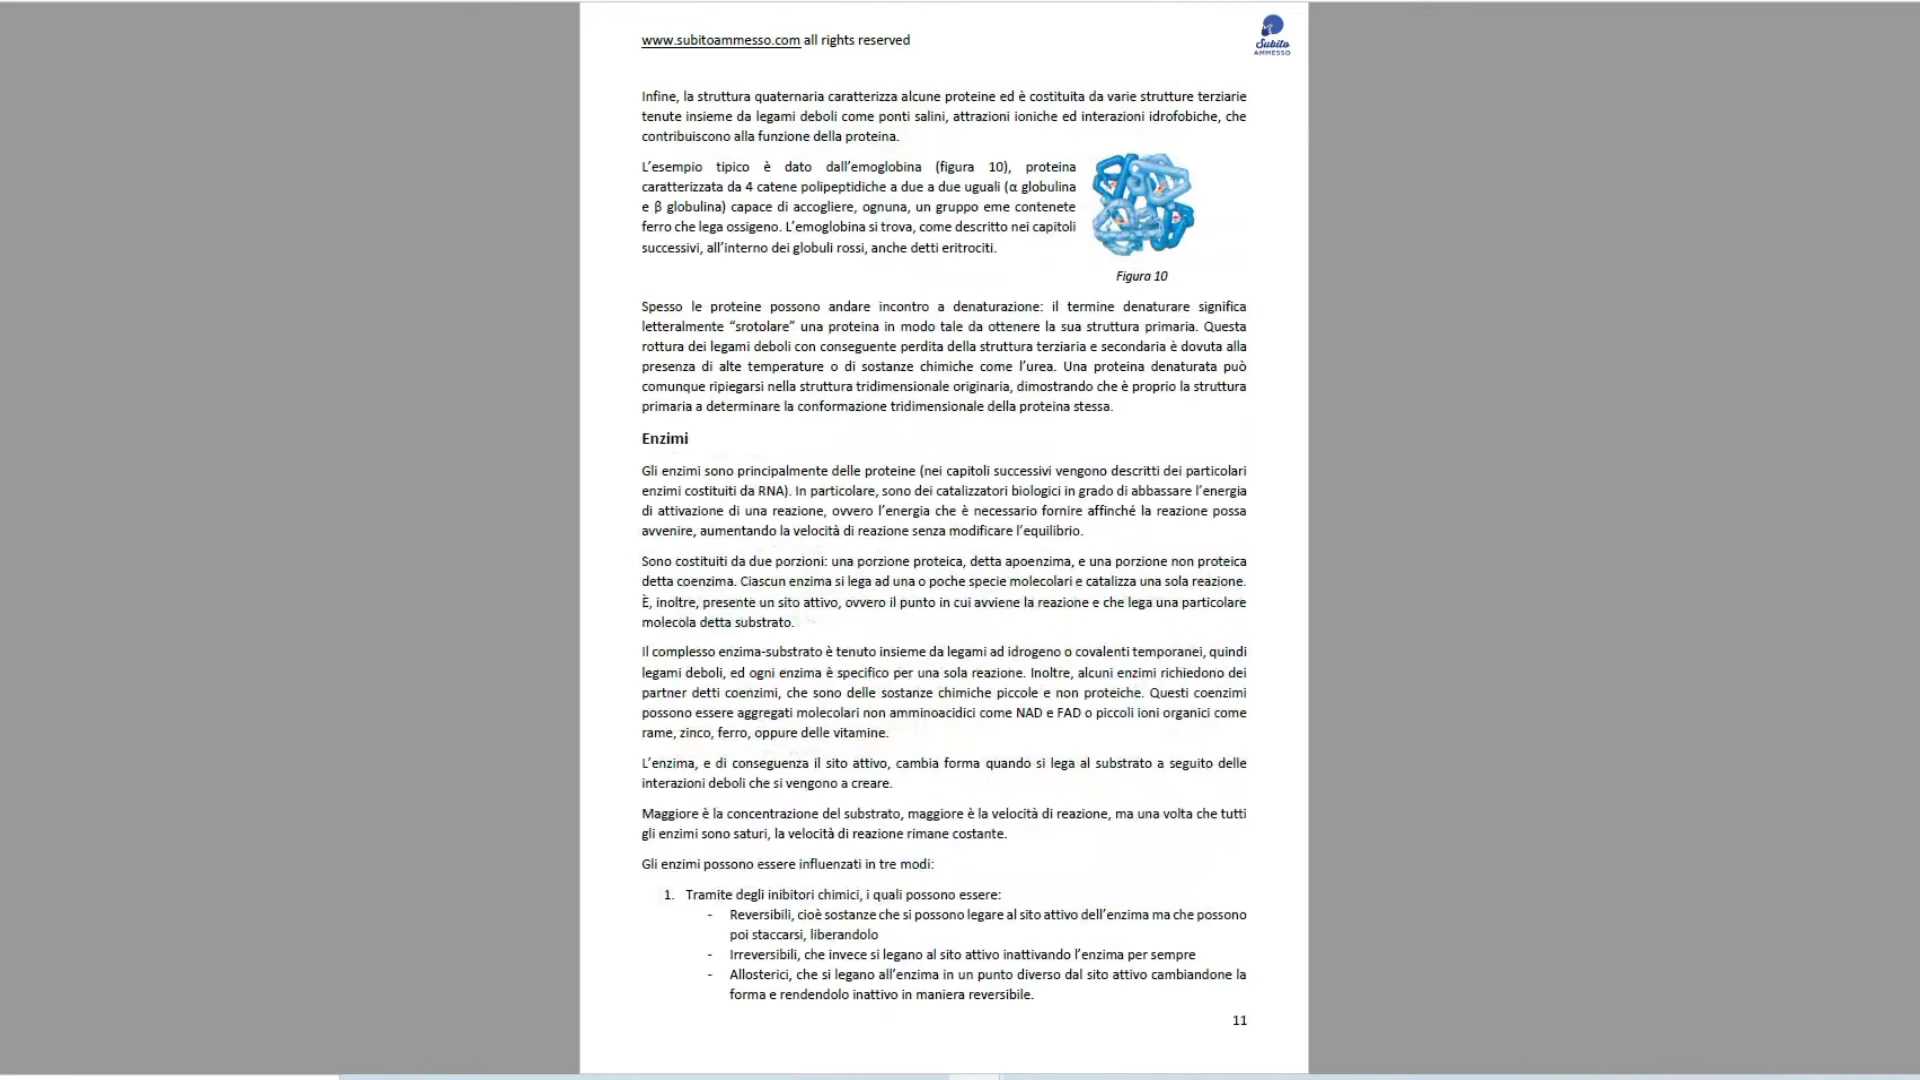 www.subitoammesso.com all rights reserved
Subito
AMMESSO
Infine, la struttura quaternaria caratterizza alcune proteine ed è costituita da varie strutture terziarie
tenute insieme da legami deboli come ponti salini, attrazioni ioniche ed interazioni idrofobiche, che
contribuiscono alla funzione della proteina.
L'esempio tipico è dato dall'emoglobina (figura 10), proteina
caratterizzata da 4 catene polipeptidiche a due a due uguali (α globulina
e β globulina) capace di accogliere, ognuna, un gruppo eme contenete
ferro che lega ossigeno. L'emoglobina si trova, come descritto nei capitoli
successivi, all'interno dei globuli rossi, anche detti eritrociti.
Figura 10
Spesso le proteine possono andare incontro a denaturazione: il termine denaturare significa
letteralmente “srotolare” una proteina in modo tale da ottenere la sua struttura primaria. Questa
rottura dei legami deboli con conseguente perdita della struttura terziaria e secondaria è dovuta alla
presenza di alte temperature o di sostanze chimiche come l'urea. Una proteina denaturata può
comunque ripiegarsi nella struttura tridimensionale originaria, dimostrando che è proprio la struttura
primaria a determinare la conformazione tridimensionale della proteina stessa.
Enzimi
Gli enzimi sono principalmente delle proteine (nei capitoli successivi vengono descritti dei particolari
enzimi costituiti da RNA). In particolare, sono dei catalizzatori biologici in grado di abbassare l'energia
di attivazione di una reazione, ovvero l'energia che è necessario fornire affinché la reazione possa
avvenire, aumentando la velocità di reazione senza modificare l'equilibrio.
Sono costituiti da due porzioni: una porzione proteica, detta apoenzima, e una porzione non proteica
detta coenzima. Ciascun enzima si lega ad una o poche specie molecolari e catalizza una sola reazione.
È, inoltre, presente un sito attivo, ovvero il punto in cui avviene la reazione e che lega una particolare
molecola detta substrato.
Il complesso enzima-substrato è tenuto insieme da legami ad idrogeno o covalenti temporanei, quindi
legami deboli, ed ogni enzima è specifico per una sola reazione. Inoltre, alcuni enzimi richiedono dei
partner detti coenzimi, che sono delle sostanze chimiche piccole e non proteiche. Questi coenzimi
possono essere aggregati molecolari non amminoacidici come NAD e FAD o piccoli ioni organici come
rame, zinco, ferro, oppure delle vitamine.
L'enzima, e di conseguenza il sito attivo, cambia forma quando si lega al substrato a seguito delle
interazioni deboli che si vengono a creare.
Maggiore è la concentrazione del substrato, maggiore è la velocità di reazione, ma una volta che tutti
gli enzimi sono saturi, la velocità di reazione rimane costante.
Gli enzimi possono essere influenzati in tre modi:
1. Tramite degli inibitori chimici, i quali possono essere:
- Reversibili, cioè sostanze che si possono legare al sito attivo dell'enzima ma che possono
poi staccarsi, liberandolo
- Irreversibili, che invece si legano al sito attivo inattivando l'enzima per sempre
- Allosterici, che si legano all'enzima in un punto diverso dal sito attivo cambiandone la
forma e rendendolo inattivo in maniera reversibile.
11